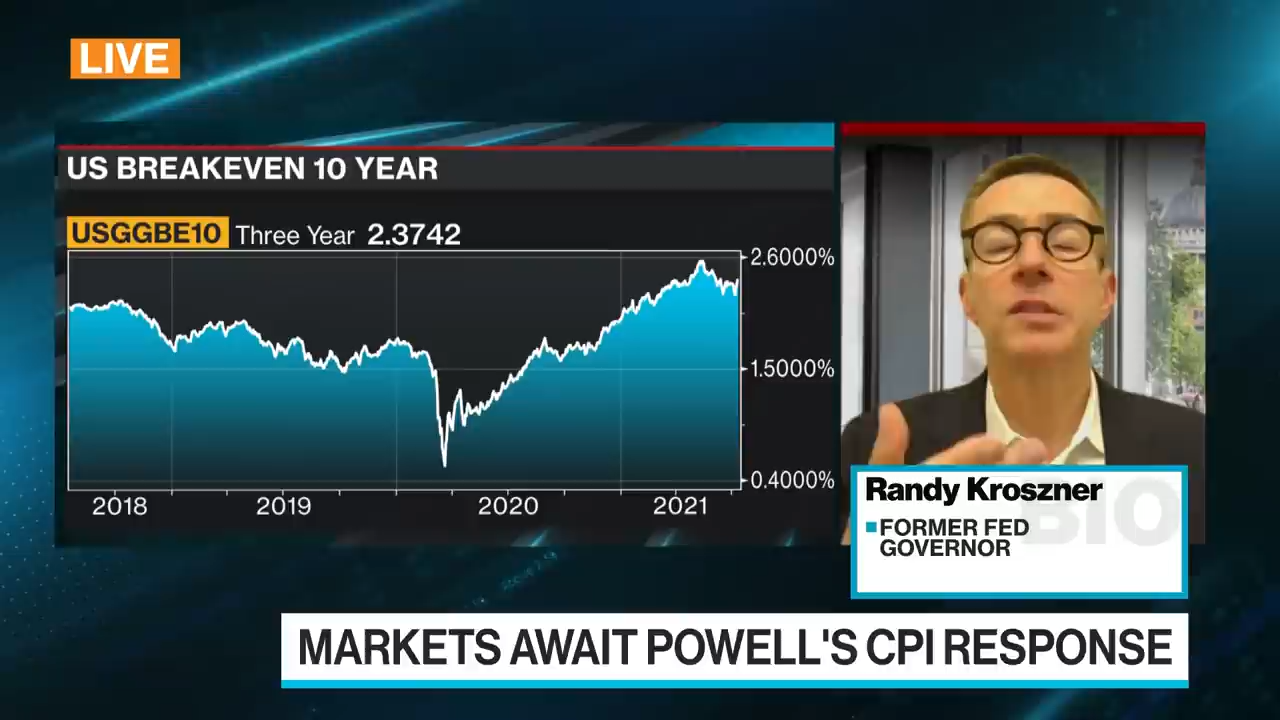 LIVE
US BREAKEVEN 10 YEAR
USGGBE10 Three Year 2.3742
2.6000%
1.5000%
0.4000%
2018 2019 2020 2021
Randy Kroszner
BIO
FORMER FED
GOVERNOR
MARKETS AWAIT POWELL'S CPI RESPONSE